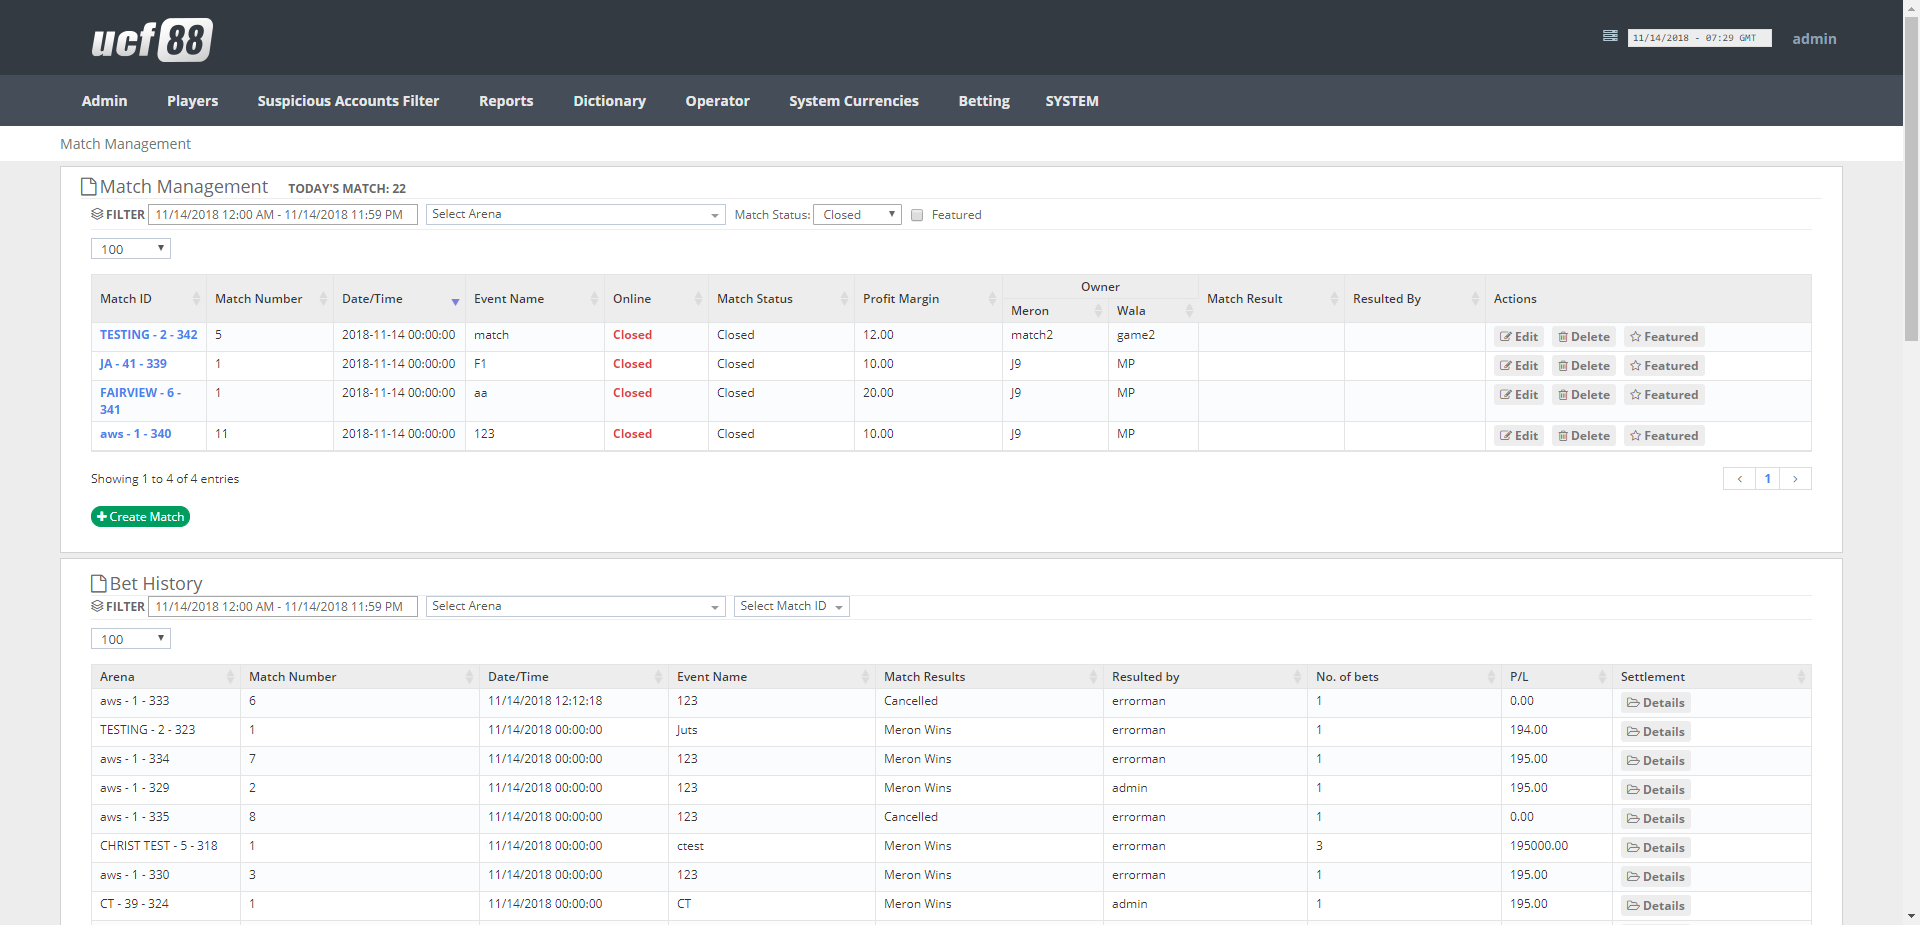 ucf 88
11/14/2018 - 07:29 GMT admin
Admin Players Suspicious Accounts Filter Reports Dictionary Operator System Currencies Betting SYSTEM
Match Management
Match Management TODAY'S MATCH: 22
FILTER 11/14/2018 12:00 AM - 11/14/2018 11:59 PM Select Arena Match Status: Closed Featured
100
Match ID Match Number Date/Time Event Name Online Match Status Profit Margin Owner Match Result Resulted By Actions
Meron Wala
TESTING - 2 - 342 5 2018-11-14 00:00:00 match Closed Closed 12.00 match2 game2 Edit Delete Featured
JA - 41 - 339 1 2018-11-14 00:00:00 F1 Closed Closed 10.00 J9 MP Edit Delete Featured
FAIRVIEW - 6 - 1 2018-11-14 00:00:00 aa Closed Closed 20.00 J9 MP Edit Delete Featured
341
aws - 1 - 340 11 2018-11-14 00:00:00 123 Closed Closed 10.00 J9 MP Edit Delete Featured
Showing 1 to 4 of 4 entries ‹ 1 ›
+ Create Match
Bet History
FILTER 11/14/2018 12:00 AM - 11/14/2018 11:59 PM Select Arena Select Match ID
100
Arena Match Number Date/Time Event Name Match Results Resulted by No. of bets P/L Settlement
aws - 1 - 333 6 11/14/2018 12:12:18 123 Cancelled errorman 1 0.00 Details
TESTING - 2 - 323 1 11/14/2018 00:00:00 Juts Meron Wins errorman 1 194.00 Details
aws - 1 - 334 7 11/14/2018 00:00:00 123 Meron Wins errorman 1 195.00 Details
aws - 1 - 329 2 11/14/2018 00:00:00 123 Meron Wins admin 1 195.00 Details
aws - 1 - 335 8 11/14/2018 00:00:00 123 Cancelled errorman 1 0.00 Details
CHRIST TEST - 5 - 318 1 11/14/2018 00:00:00 ctest Meron Wins errorman 3 195000.00 Details
aws - 1 - 330 3 11/14/2018 00:00:00 123 Meron Wins errorman 1 195.00 Details
CT - 39 - 324 1 11/14/2018 00:00:00 CT Meron Wins admin 1 195.00 Details